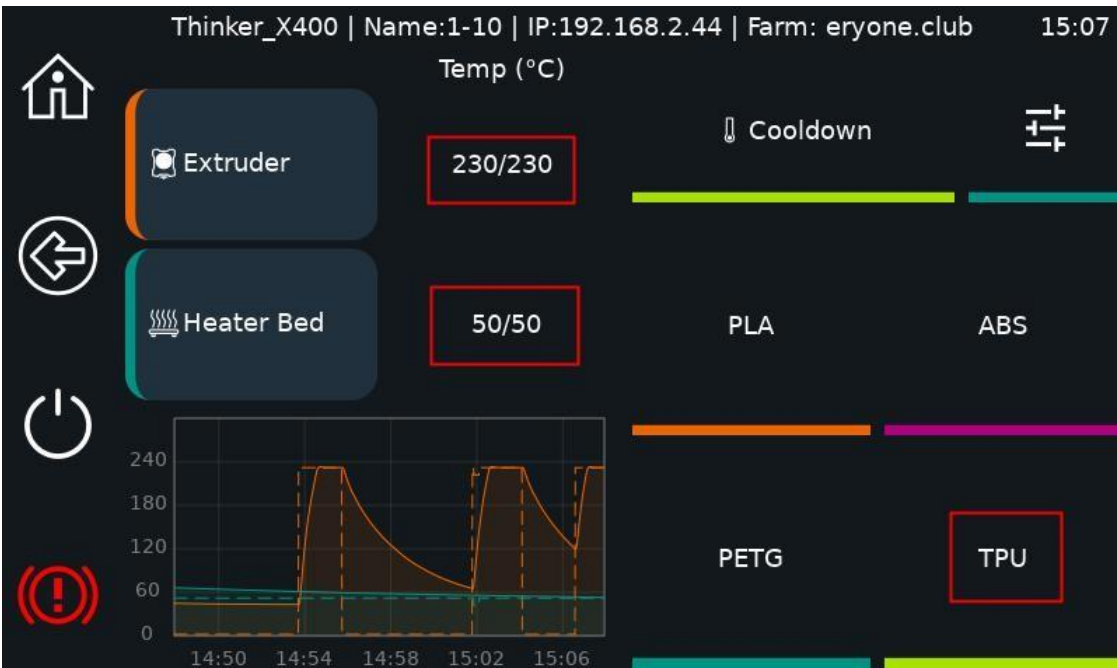 Thinker_X400 | Name:1-10 | IP:192.168.2.44 | Farm: eryone.club 15:07
Temp (°C)
Extruder
230/230
Cooldown
Heater Bed
50/50
PLA
ABS
PETG
TPU
240
180
120
60
0
14:50 14:54 14:58 15:02 15:06